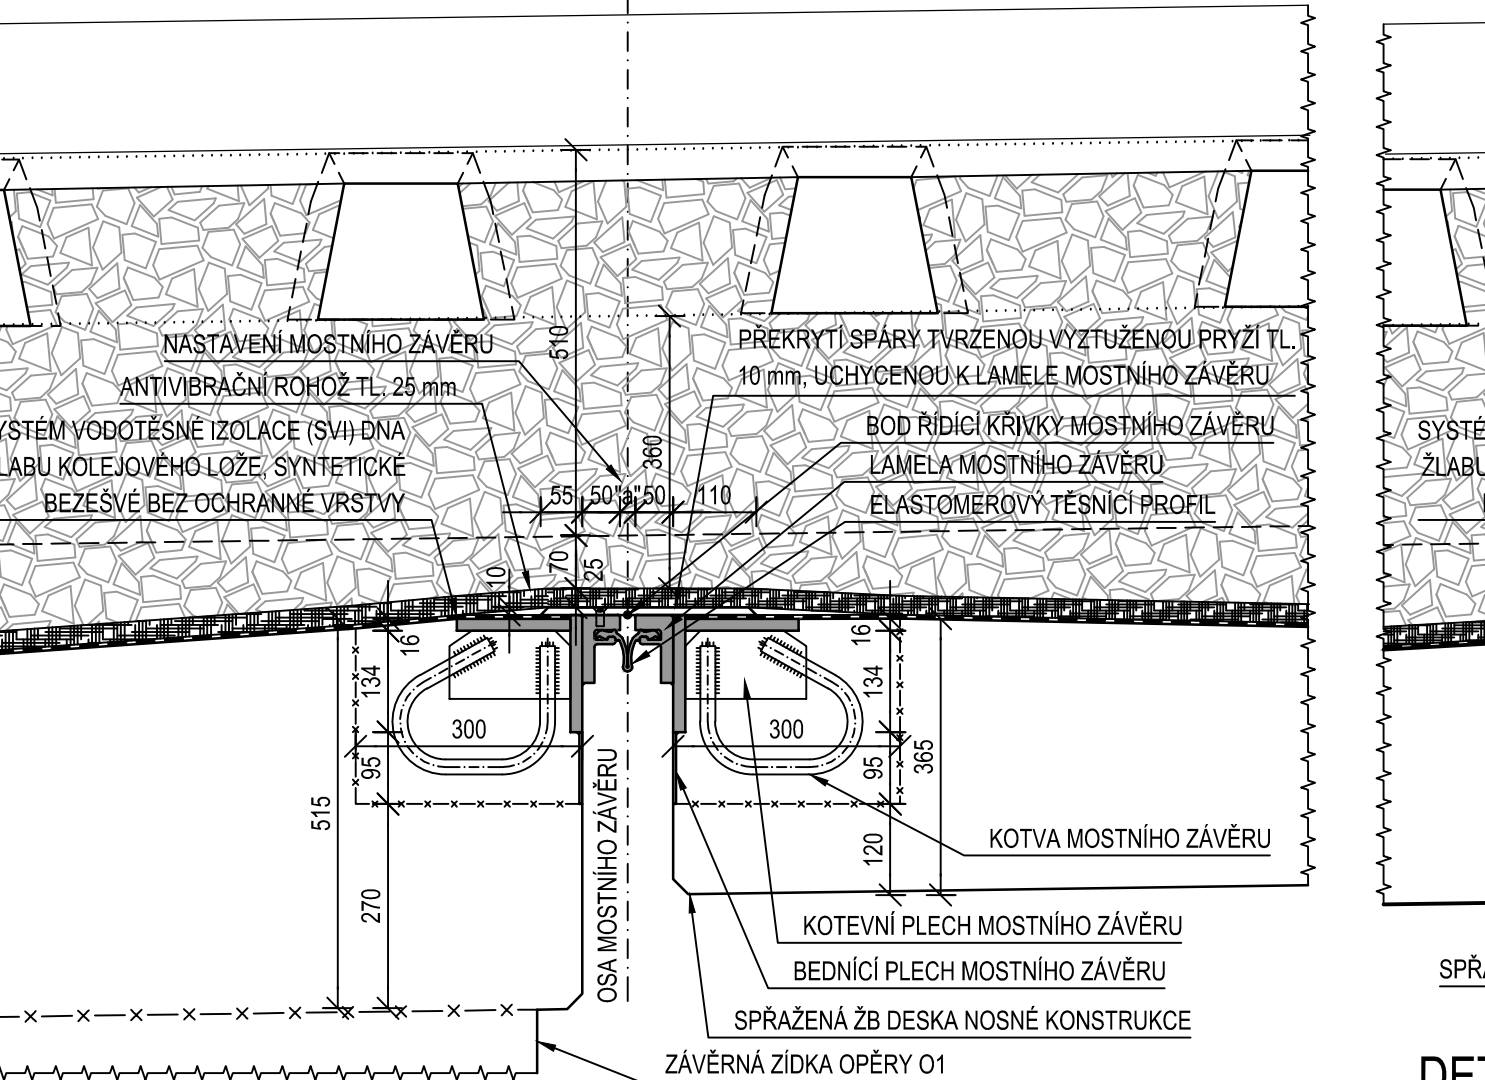 NASTAVENÍ MOSTNÍHO ZÁVĚRU
ANTIVIBRAČNÍ ROHOŽ TL. 25 mm
YSTÉM VODOTĚSNÉ IZOLACE (SVI) DNA
LABU KOLEJOVÉHO LOŽE, SYNTETICKÉ
BEZEŠVÉ BEZ OCHRANNÉ VRSTVY
510
360
PŘEKRYTÍ SPÁRY TVRZENOU VYZTUŽENOU PRYŽÍ TL.
10 mm, UCHYCENOU K LAMELE MOSTNÍHO ZÁVĚRU
BOD ŘÍDÍCÍ KŘIVKY MOSTNÍHO ZÁVĚRU
LAMELA MOSTNÍHO ZÁVĚRU
ELASTOMEROVÝ TĚSNÍCÍ PROFIL
55 50 "a" 50 110
70
25
10
16
134
300
95
515
270
16
134
300
95
365
120
OSA MOSTNÍHO ZÁVĚRU
KOTVA MOSTNÍHO ZÁVĚRU
KOTEVNÍ PLECH MOSTNÍHO ZÁVĚRU
BEDNÍCÍ PLECH MOSTNÍHO ZÁVĚRU
SPŘAŽENÁ ŽB DESKA NOSNÉ KONSTRUKCE
ZÁVĚRNÁ ZÍDKA OPĚRY O1
SYSTÉ
ŽLABU
SPŘ
DET